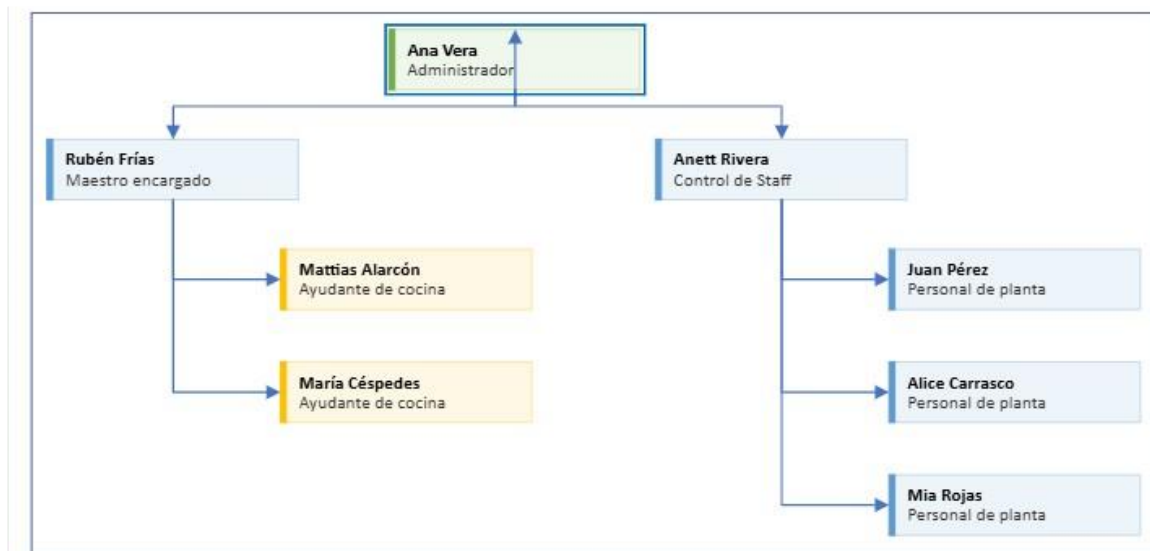 Ana Vera
Administrador
Rubén Frías
Maestro encargado
Anett Rivera
Control de Staff
Mattias Alarcón
Ayudante de cocina
Juan Pérez
Personal de planta
María Céspedes
Ayudante de cocina
Alice Carrasco
Personal de planta
Mia Rojas
Personal de planta